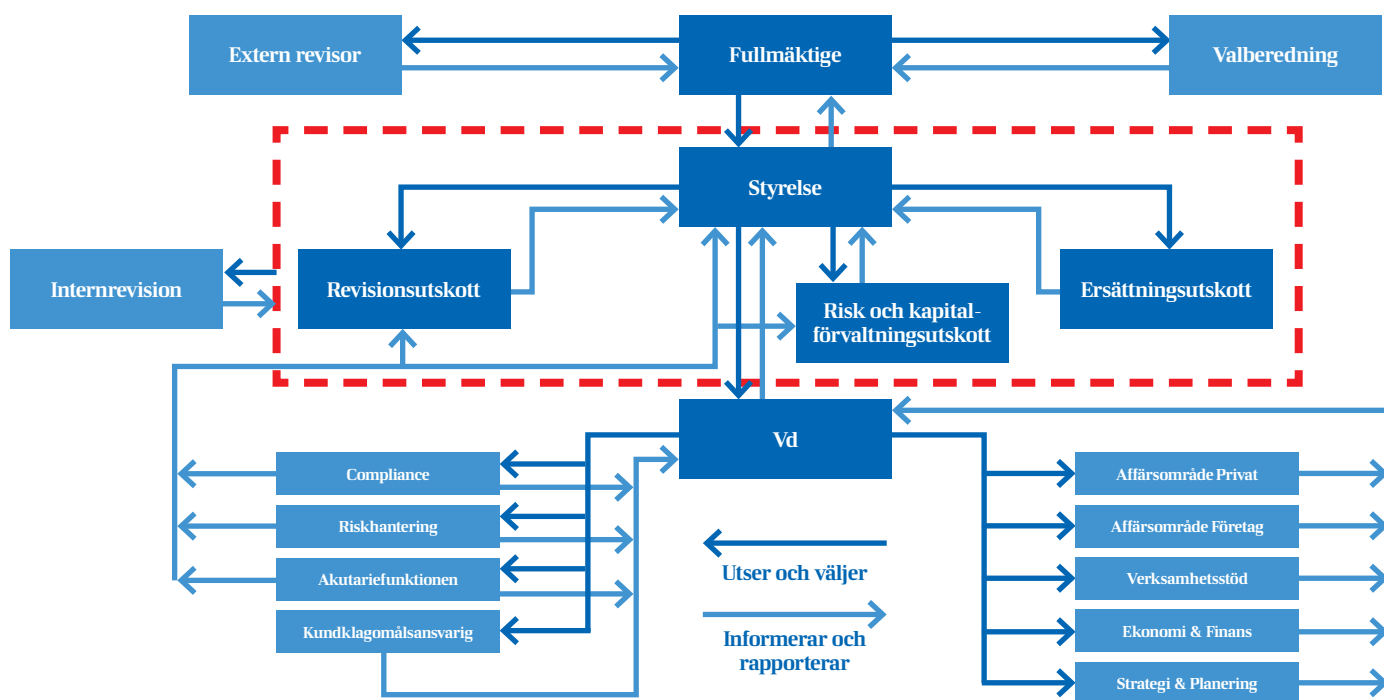 Extern revisor
Fullmäktige
Valberedning
Styrelse
Internrevision
Revisionsutskott
Risk och kapital-
förvaltningsutskott
Ersättningsutskott
Vd
Compliance
Riskhantering
Akutariefunktionen
Kundklagomålsansvarig
Utser och väljer
Informerar och
rapporterar
Affärsområde Privat
Affärsområde Företag
Verksamhetsstöd
Ekonomi & Finans
Strategi & Planering